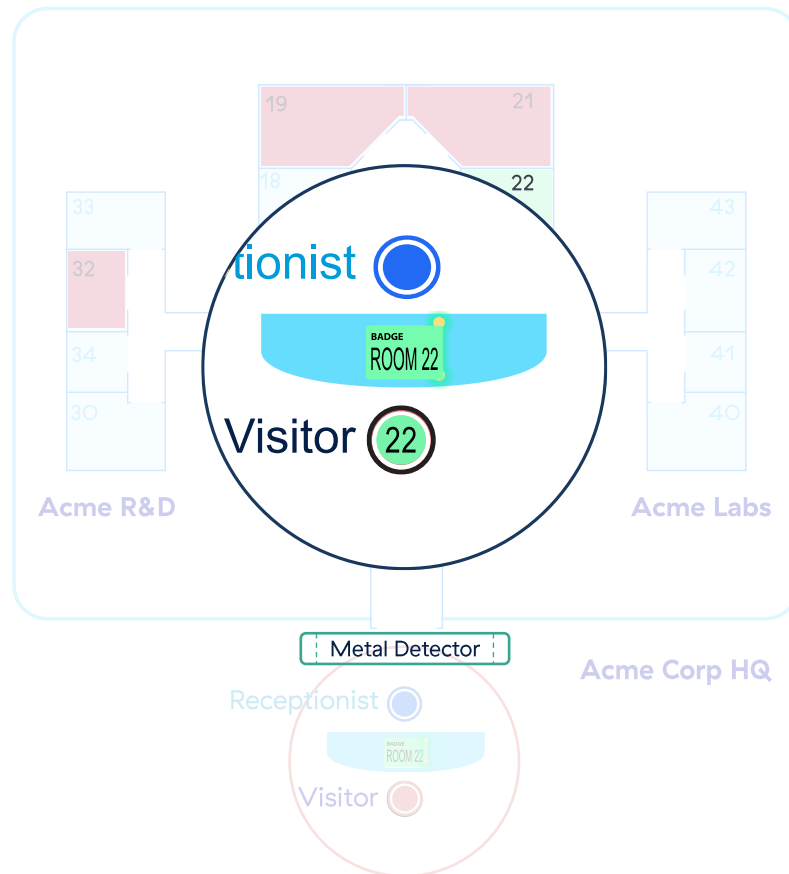 19
21
18
22
33
43
tionist
32
42
BADGE
ROOM 22
34
41
30
40
Visitor
22
Acme R&D
Acme Labs
Metal Detector
Acme Corp HQ
Receptionist
BADGE
ROOM 22
Visitor